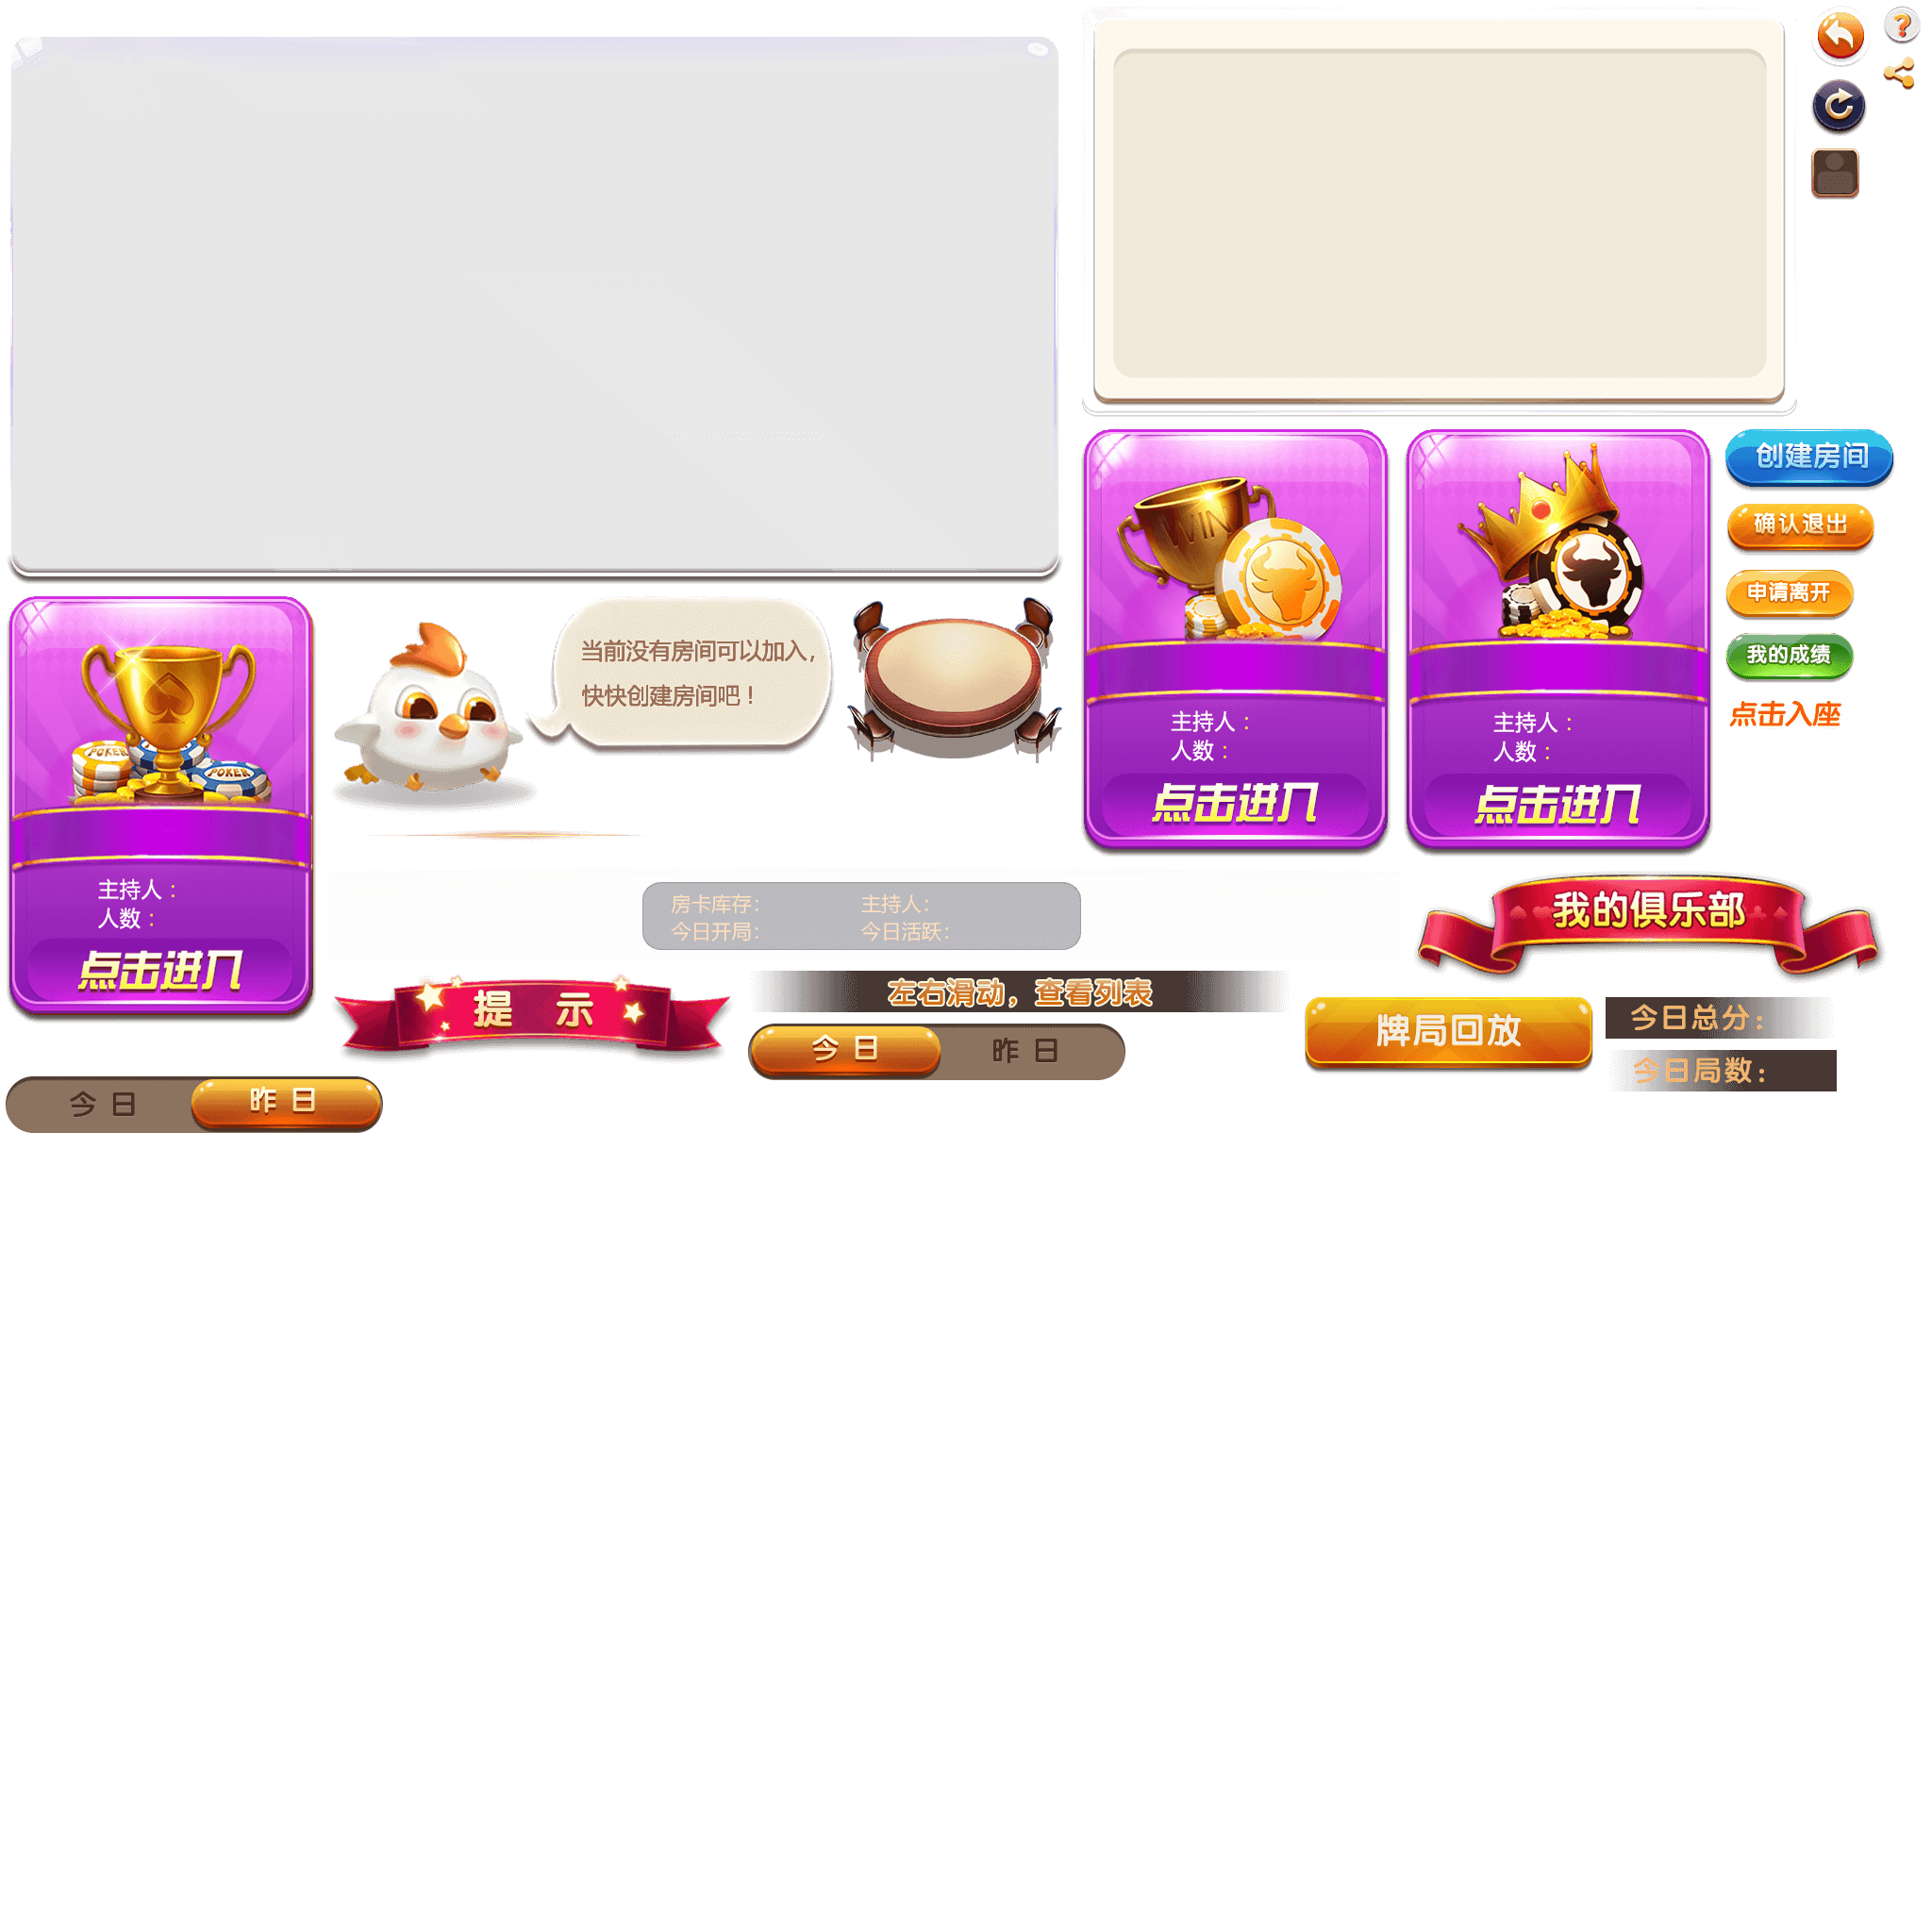 ?
创建房间
WIN
确认退出
申请离开
我的成绩
点击入座
当前没有房间可以加入，
快快创建房间吧！
POKER
POKER
主持人：
人数：
点击进入
主持人：
人数：
点击进入
主持人：
人数：
点击进入
房卡库存：
主持人：
今日开局：
今日活跃：
我的俱乐部
提 示
左右滑动，查看列表
今 日
昨 日
牌局回放
今日总分：
今日局数：
今 日
昨 日